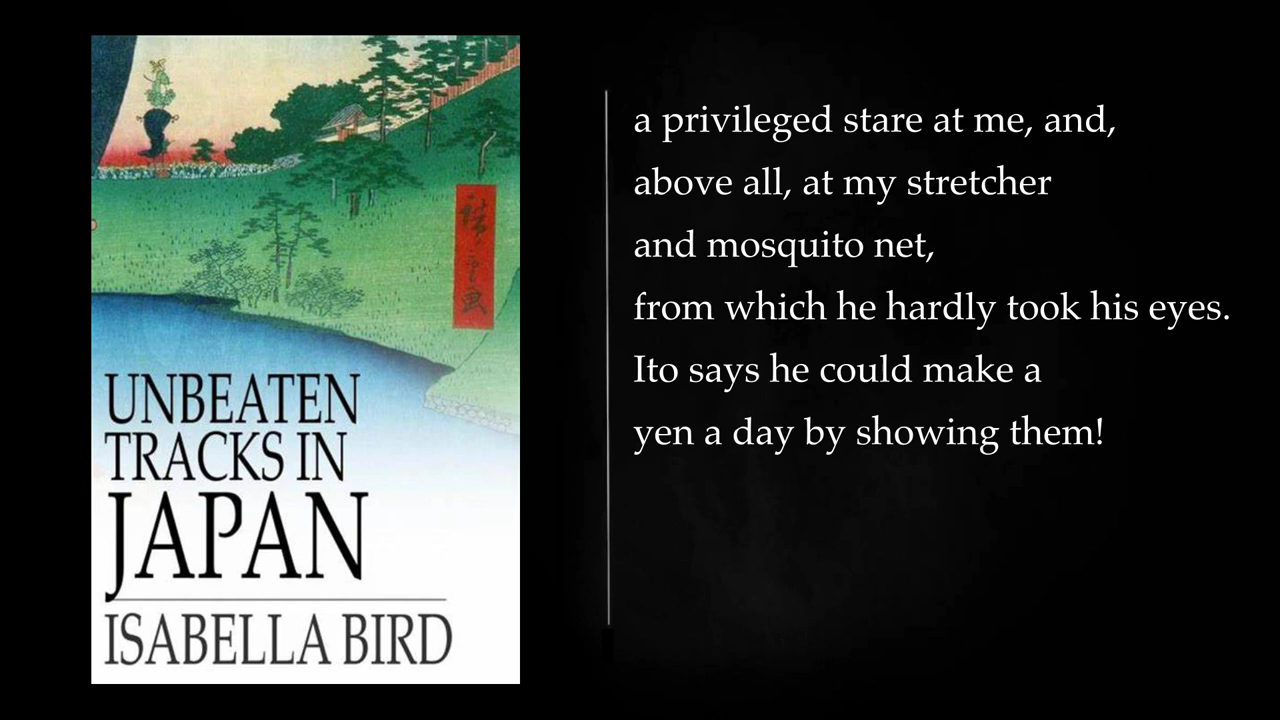 UNBEATEN
TRACKS IN
JAPAN
ISABELLA BIRD
a privileged stare at me, and,
above all, at my stretcher
and mosquito net,
from which he hardly took his eyes.
Ito says he could make a
yen a day by showing them!